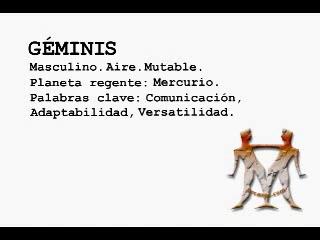 GÉMINIS
Masculino. Aire. Mutable.
Planeta regente: Mercurio.
Palabras clave: Comunicación,
Adaptabilidad, Versatilidad.